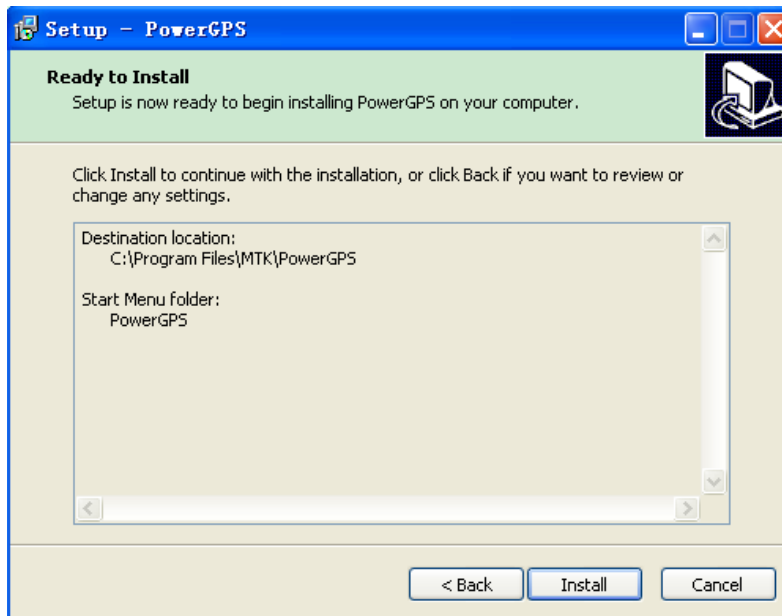 Setup - PowerGPS
Ready to Install
Setup is now ready to begin installing PowerGPS on your computer.
Click Install to continue with the installation, or click Back if you want to review or
change any settings.
Destination location:
C:\Program Files\MTK\PowerGPS
Start Menu folder:
PowerGPS
< Back
Install
Cancel